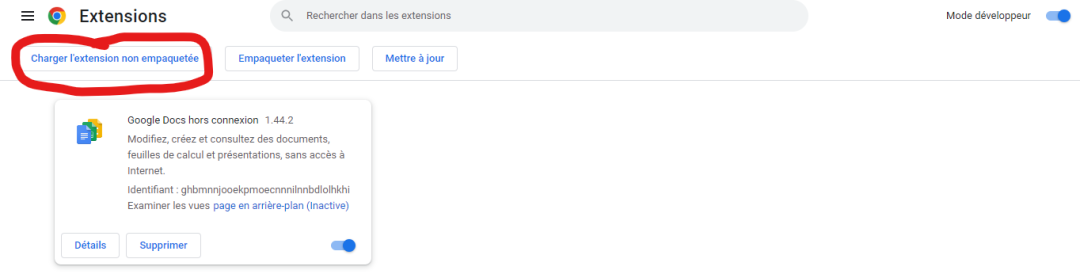 Extensions
Rechercher dans les extensions
Mode développeur
Charger l'extension non empaquetée
Empaqueter l'extension
Mettre à jour
Google Docs hors connexion 1.44.2
Modifiez, créez et consultez des documents,
feuilles de calcul et présentations, sans accès à
Internet.
Identifiant : ghbmnnjooekpmoecnnnilnnbdlolhkhi
Examiner les vues page en arrière-plan (Inactive)
Détails
Supprimer